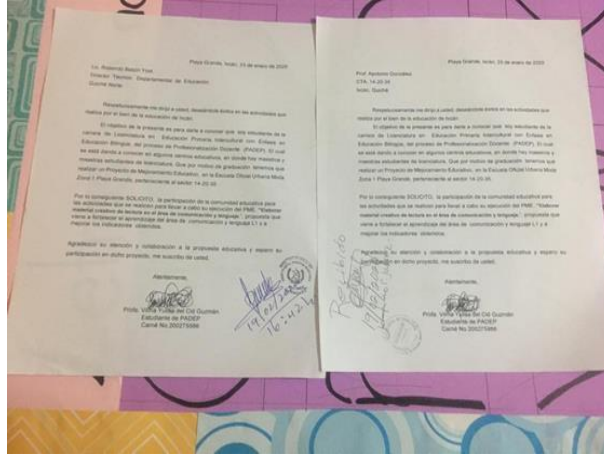 Playa Grande, Ixcán, 23 de enero de 2020
Lic. Rolando
Director Técnico Departamental de Educación
Quiché Norte
Respetuosamente me dirijo a usted, deseándole éxitos en las actividades que
realiza por el bien de la educación de Ixcán.
El objetivo de la presente es para darle a conocer que soy estudiante de la
carrera de Licenciatura en Educación Primaria Intercultural con Énfasis en
Educación Bilingüe, del proceso de Profesionalización Docente (PADEP). El cual
se está dando a conocer en algunos centros educativos, en donde hay maestros y
maestras estudiantes de licenciatura. Que por motivo de graduación tenemos que
realizar un Proyecto de Mejoramiento Educativo, en la Escuela Oficial Urbana Mixta
Zona 1 Playa Grande, perteneciente al sector 14-20-35.
Por lo consiguiente SOLICITO, la participación de la comunidad educativa para
las actividades que se realizan para llevar a cabo su ejecución del PME, "Elaborar
material creativo de lectura en el área de comunicación y lenguaje", propuesta que
viene a fortalecer el aprendizaje del área de comunicación y lenguaje L1 y a
mejorar los indicadores obtenidos.
Agradezco su atención y colaboración a la propuesta educativa y espero su
participación en dicho proyecto, me suscribo de usted.
Atentamente,
Profa. Vilma Yulisa del Cid Guzmán
Estudiante de PADEP
Carné No.
19/02/2020
16:42 h
Playa Grande, Ixcán, 23 de enero de 2020
Prof. Apolonio González
CTA. 14-20-35
Ixcán, Quiché
Respetuosamente me dirijo a usted, deseándole éxitos en las actividades que
realiza por el bien de la educación de Ixcán.
El objetivo de la presente es para darle a conocer que soy estudiante de la
carrera de Licenciatura en Educación Primaria Intercultural con Énfasis en
Educación Bilingüe, del proceso de Profesionalización Docente (PADEP). El cual
se está dando a conocer en algunos centros educativos, en donde hay maestros y
maestras estudiantes de licenciatura. Que por motivo de graduación tenemos que
realizar un Proyecto de Mejoramiento Educativo, en la Escuela Oficial Urbana Mixta
Zona 1 Playa Grande, perteneciente al sector 14-20-35.
Por lo consiguiente SOLICITO, la participación de la comunidad educativa para
las actividades que se realizan para llevar a cabo su ejecución del PME, "Elaborar
material creativo de lectura en el área de comunicación y lenguaje", propuesta que
viene a fortalecer el aprendizaje del área de comunicación y lenguaje L1 y a
mejorar los indicadores obtenidos.
Agradezco su atención y colaboración a la propuesta educativa y espero su
participación en dicho proyecto, me suscribo de usted.
Atentamente,
Profa. Vilma Yulisa del Cid Guzmán
Estudiante de PADEP
Carné No.
Recibido